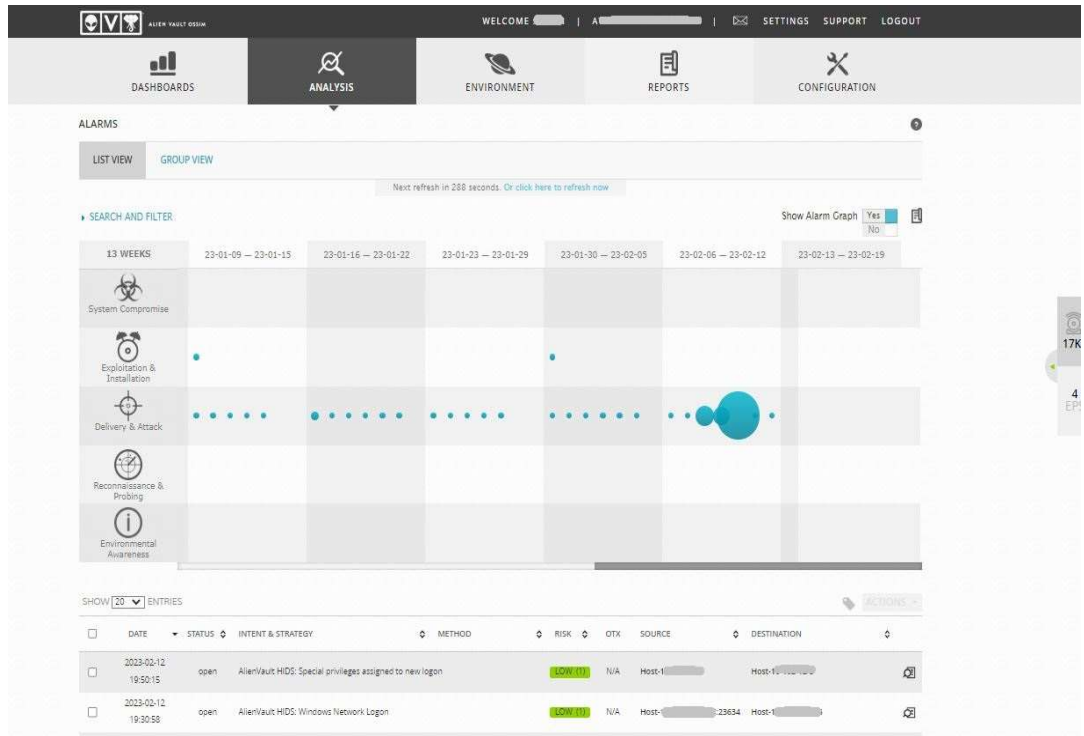 ALIEN VAULT OSSIM
WELCOME | A | SETTINGS SUPPORT LOGOUT
DASHBOARDS ANALYSIS ENVIRONMENT REPORTS CONFIGURATION
ALARMS
LIST VIEW GROUP VIEW
Next refresh in 288 seconds. Or click here to refresh now
SEARCH AND FILTER Show Alarm Graph Yes
No
13 WEEKS 23-01-09 — 23-01-15 23-01-16 — 23-01-22 23-01-23 — 23-01-29 23-01-30 — 23-02-05 23-02-06 — 23-02-12 23-02-13 — 23-02-19
System Compromise
Exploitation &
Installation
Delivery & Attack
Reconnaissance &
Probing
Environmental
Awareness
17K
4
EPS
SHOW 20 ENTRIES ACTIONS
DATE STATUS INTENT & STRATEGY METHOD RISK OTX SOURCE DESTINATION
2023-02-12
19:50:15 open AlienVault HIDS: Special privileges assigned to new logon LOW (1) N/A Host-1 Host-1
2023-02-12
19:30:58 open AlienVault HIDS: Windows Network Logon LOW (1) N/A Host- :23634 Host-1